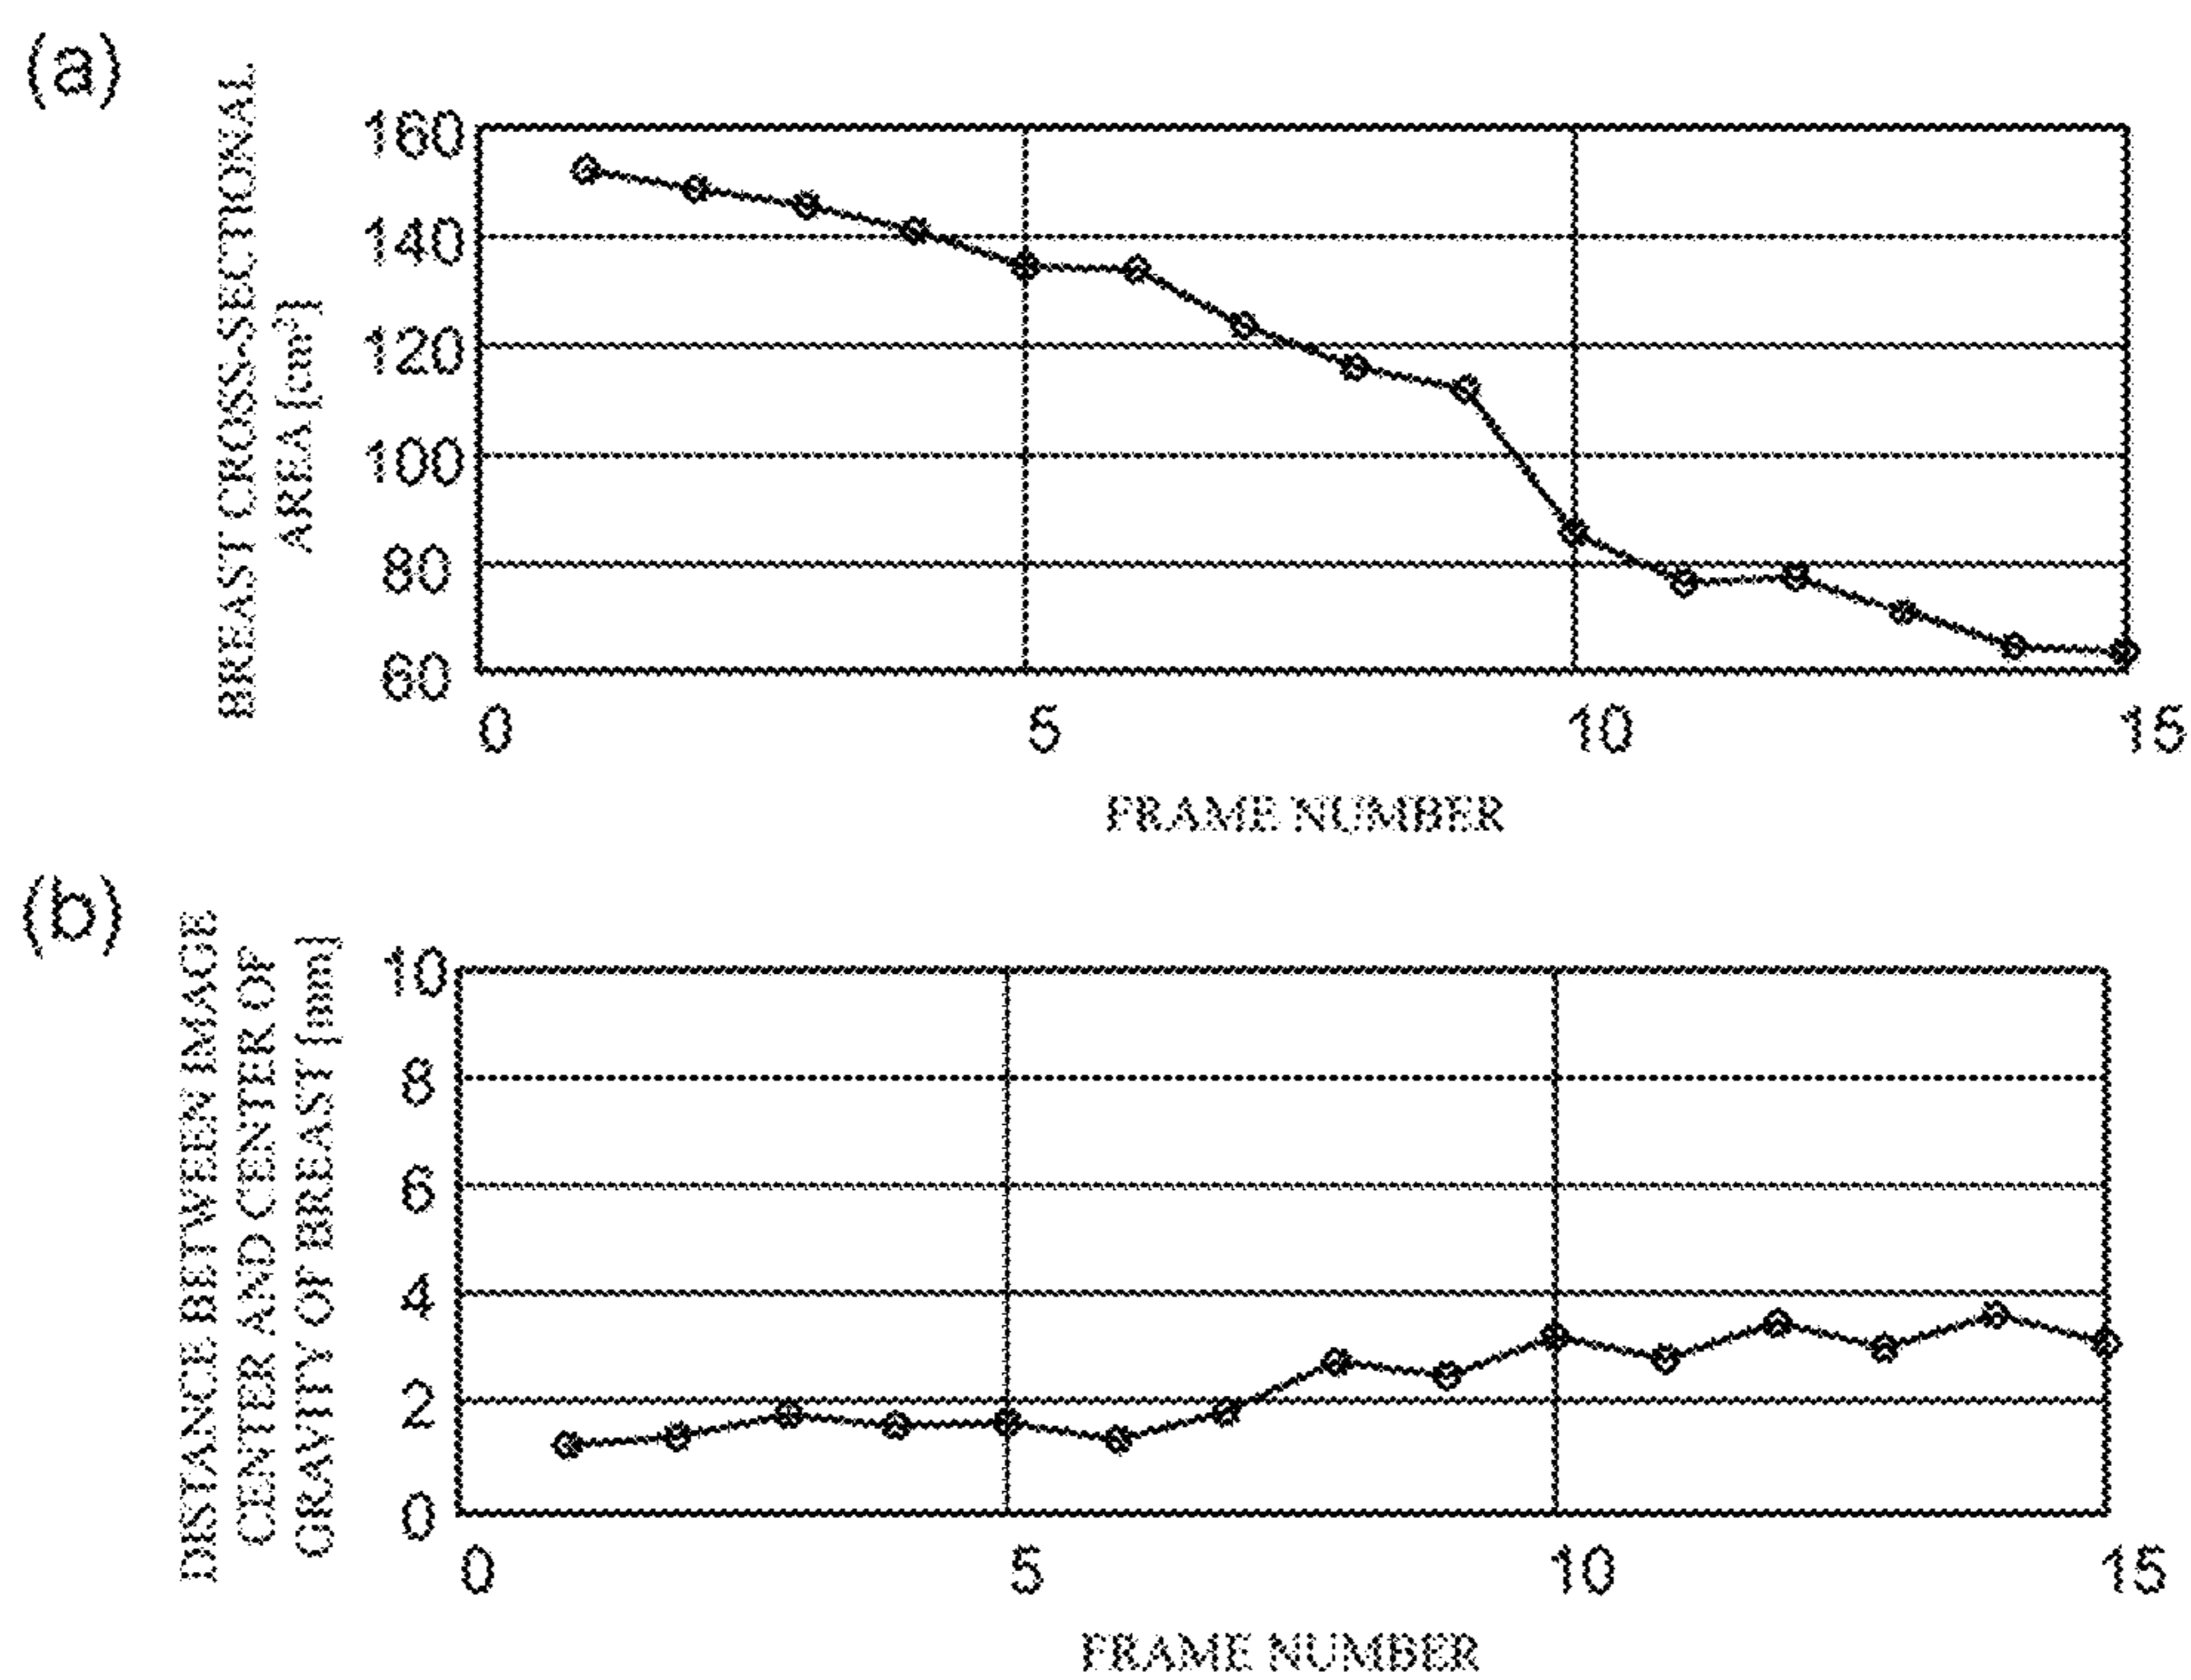 (a)
BREAST CROSS-SECTIONAL
AREA [cm²]
160
140
120
100
80
60
0 5 10 15
FRAME NUMBER
(b)
DISTANCE BETWEEN IMAGE
CENTER AND CENTER OF
GRAVITY OF BREAST [mm]
10
8
6
4
2
0
0 5 10 15
FRAME NUMBER